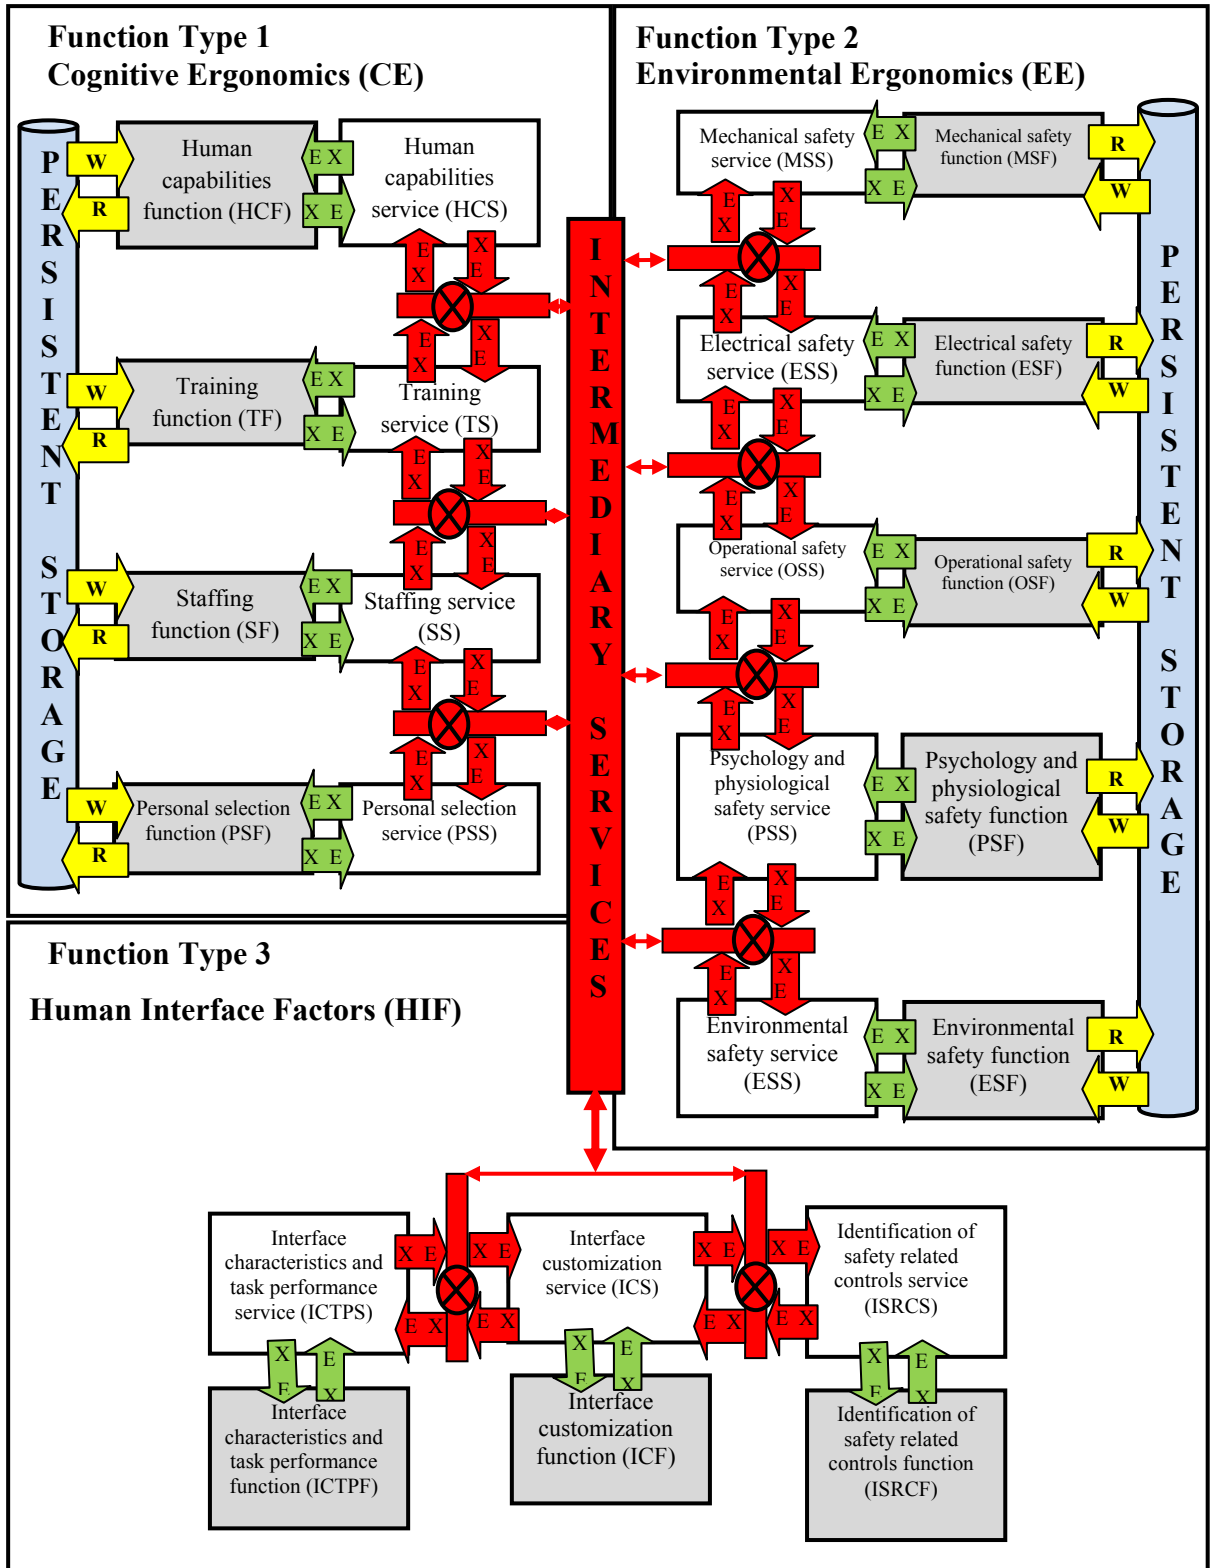 Function Type 1
Cognitive Ergonomics (CE)
PERSISTENT STORAGE
W
R
Human
capabilities
function (HCF)
E X
X E
Human
capabilities
service (HCS)
E
X
X
E
E
X
X
E
W
R
Training
function (TF)
E X
X E
Training
service (TS)
E
X
X
E
E
X
X
E
W
R
Staffing
function (SF)
E X
X E
Staffing service
(SS)
E
X
X
E
E
X
X
E
W
R
Personal selection
function (PSF)
E X
X E
Personal selection
service (PSS)
INTERMEDIARY SERVICES
Function Type 2
Environmental Ergonomics (EE)
Mechanical safety
service (MSS)
E X
X E
Mechanical safety
function (MSF)
R
W
E
X
X
E
E
X
X
E
Electrical safety
service (ESS)
E X
X E
Electrical safety
function (ESF)
R
W
E
X
X
E
E
X
X
E
Operational safety
service (OSS)
E X
X E
Operational safety
function (OSF)
R
W
E
X
X
E
E
X
X
E
Psychology and
physiological
safety service
(PSS)
E X
X E
Psychology and
physiological
safety function
(PSF)
R
W
E
X
X
E
E
X
X
E
Environmental
safety service
(ESS)
E X
X E
Environmental
safety function
(ESF)
R
W
PERSISTENT STORAGE
Function Type 3
Human Interface Factors (HIF)
Interface
characteristics and
task performance
service (ICTPS)
X E
E X
X E
E X
Interface
customization
service (ICS)
X E
E X
X E
E X
Identification of
safety related
controls service
(ISRCS)
X
E
E
X
X
E
E
X
X
E
E
X
Interface
characteristics and
task performance
function (ICTPF)
Interface
customization
function (ICF)
Identification of
safety related
controls function
(ISRCF)